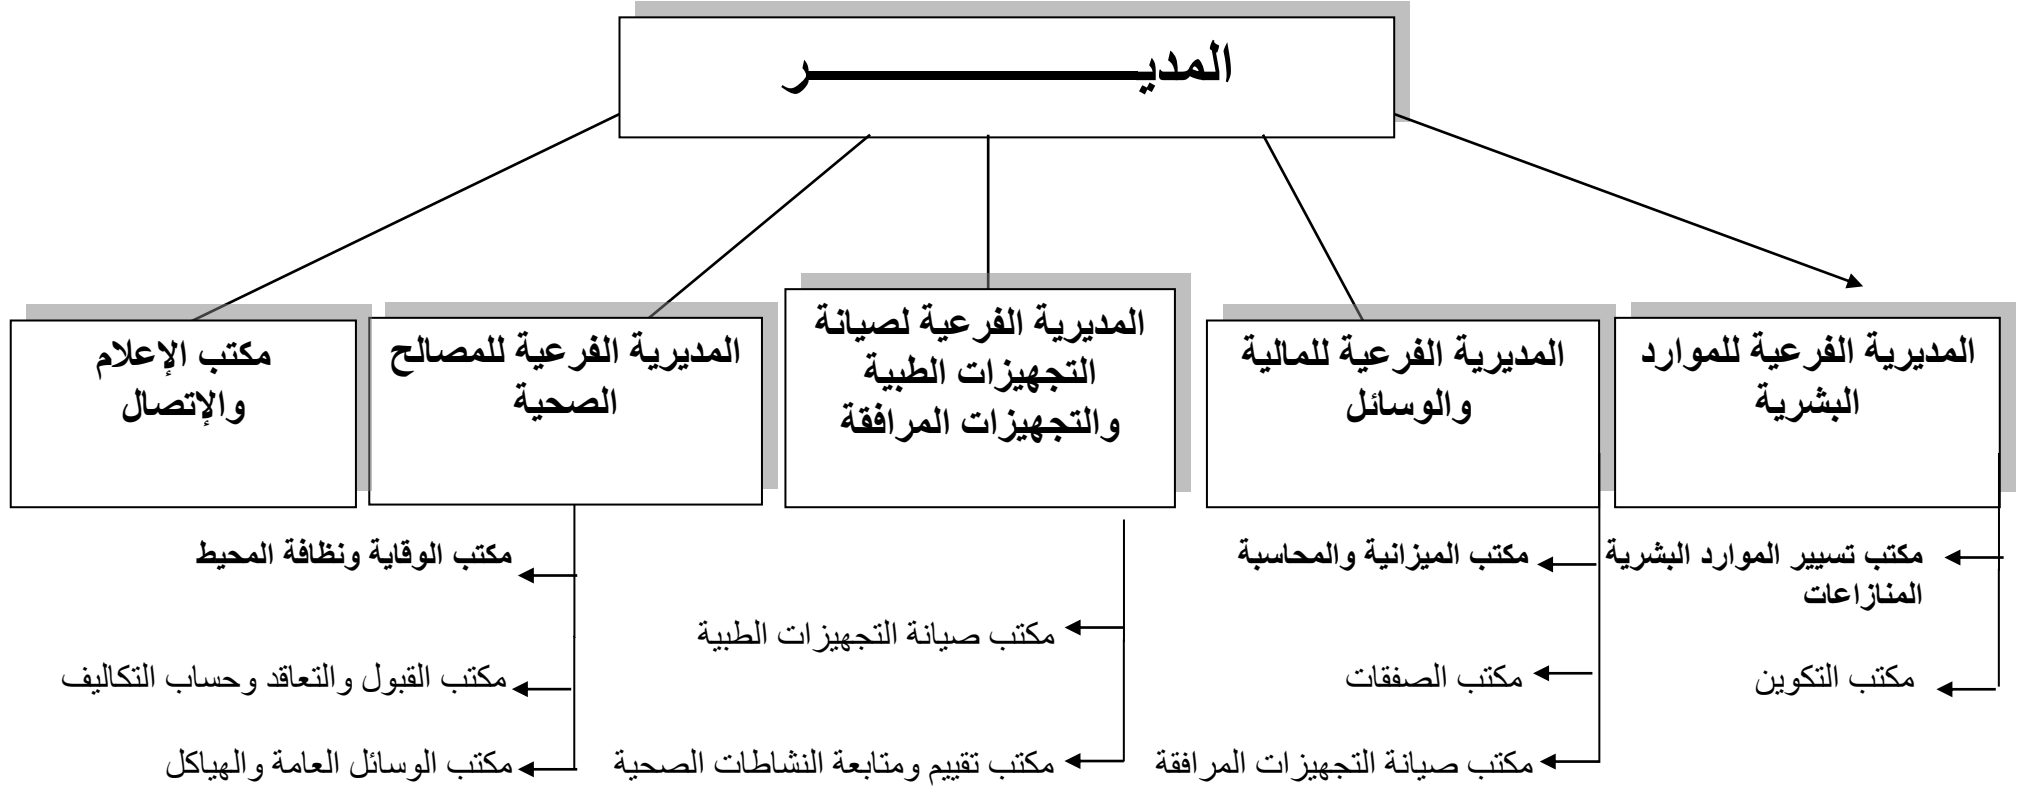 المديـــــــــــــــــــر
المديرية الفرعية للموارد
البشرية
المديرية الفرعية للمالية
والوسائل
المديرية الفرعية لصيانة
التجهيزات الطبية
والتجهيزات المرافقة
المديرية الفرعية للمصالح
الصحية
مكتب الإعلام
والإتصال
مكتب تسيير الموارد البشرية
المنازاعات
مكتب التكوين
مكتب الميزانية والمحاسبة
مكتب الصفقات
مكتب صيانة التجهيزات المرافقة
مكتب صيانة التجهيزات الطبية
مكتب تقييم ومتابعة النشاطات الصحية
مكتب الوقاية ونظافة المحيط
مكتب القبول والتعاقد وحساب التكاليف
مكتب الوسائل العامة والهياكل